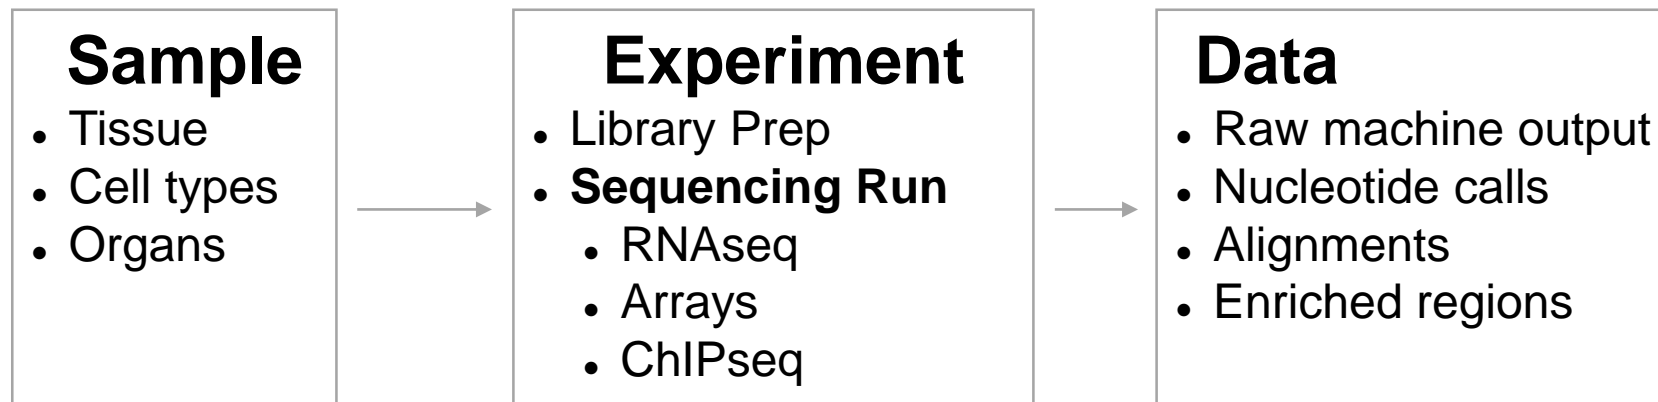 Sample
• Tissue
• Cell types
• Organs
Experiment
• Library Prep
• Sequencing Run
• RNAseq
• Arrays
• ChIPseq
Data
• Raw machine output
• Nucleotide calls
• Alignments
• Enriched regions